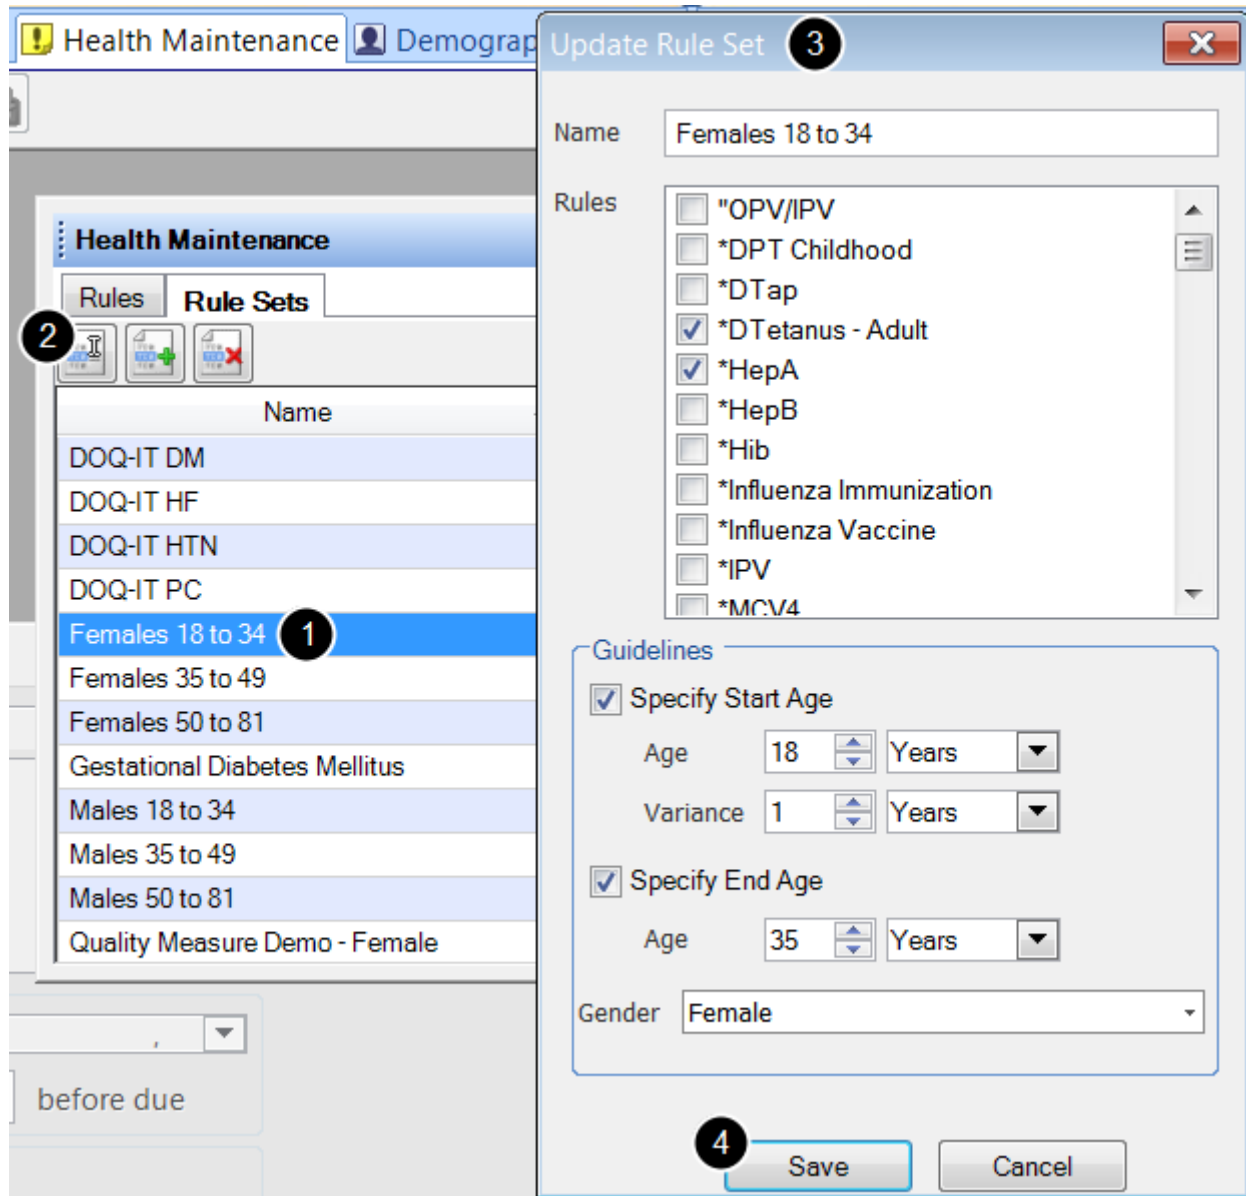 Health Maintenance
Demograp
Health Maintenance
Rules
Rule Sets
2
Name
DOQ-IT DM
DOQ-IT HF
DOQ-IT HTN
DOQ-IT PC
Females 18 to 34
1
Females 35 to 49
Females 50 to 81
Gestational Diabetes Mellitus
Males 18 to 34
Males 35 to 49
Males 50 to 81
Quality Measure Demo - Female
,
before due
Update Rule Set
3
Name
Females 18 to 34
Rules
"OPV/IPV
*DPT Childhood
*DTap
*DTetanus - Adult
*HepA
*HepB
*Hib
*Influenza Immunization
*Influenza Vaccine
*IPV
*MCV4
Guidelines
Specify Start Age
Age 18 Years
Variance 1 Years
Specify End Age
Age 35 Years
Gender Female
4
Save
Cancel